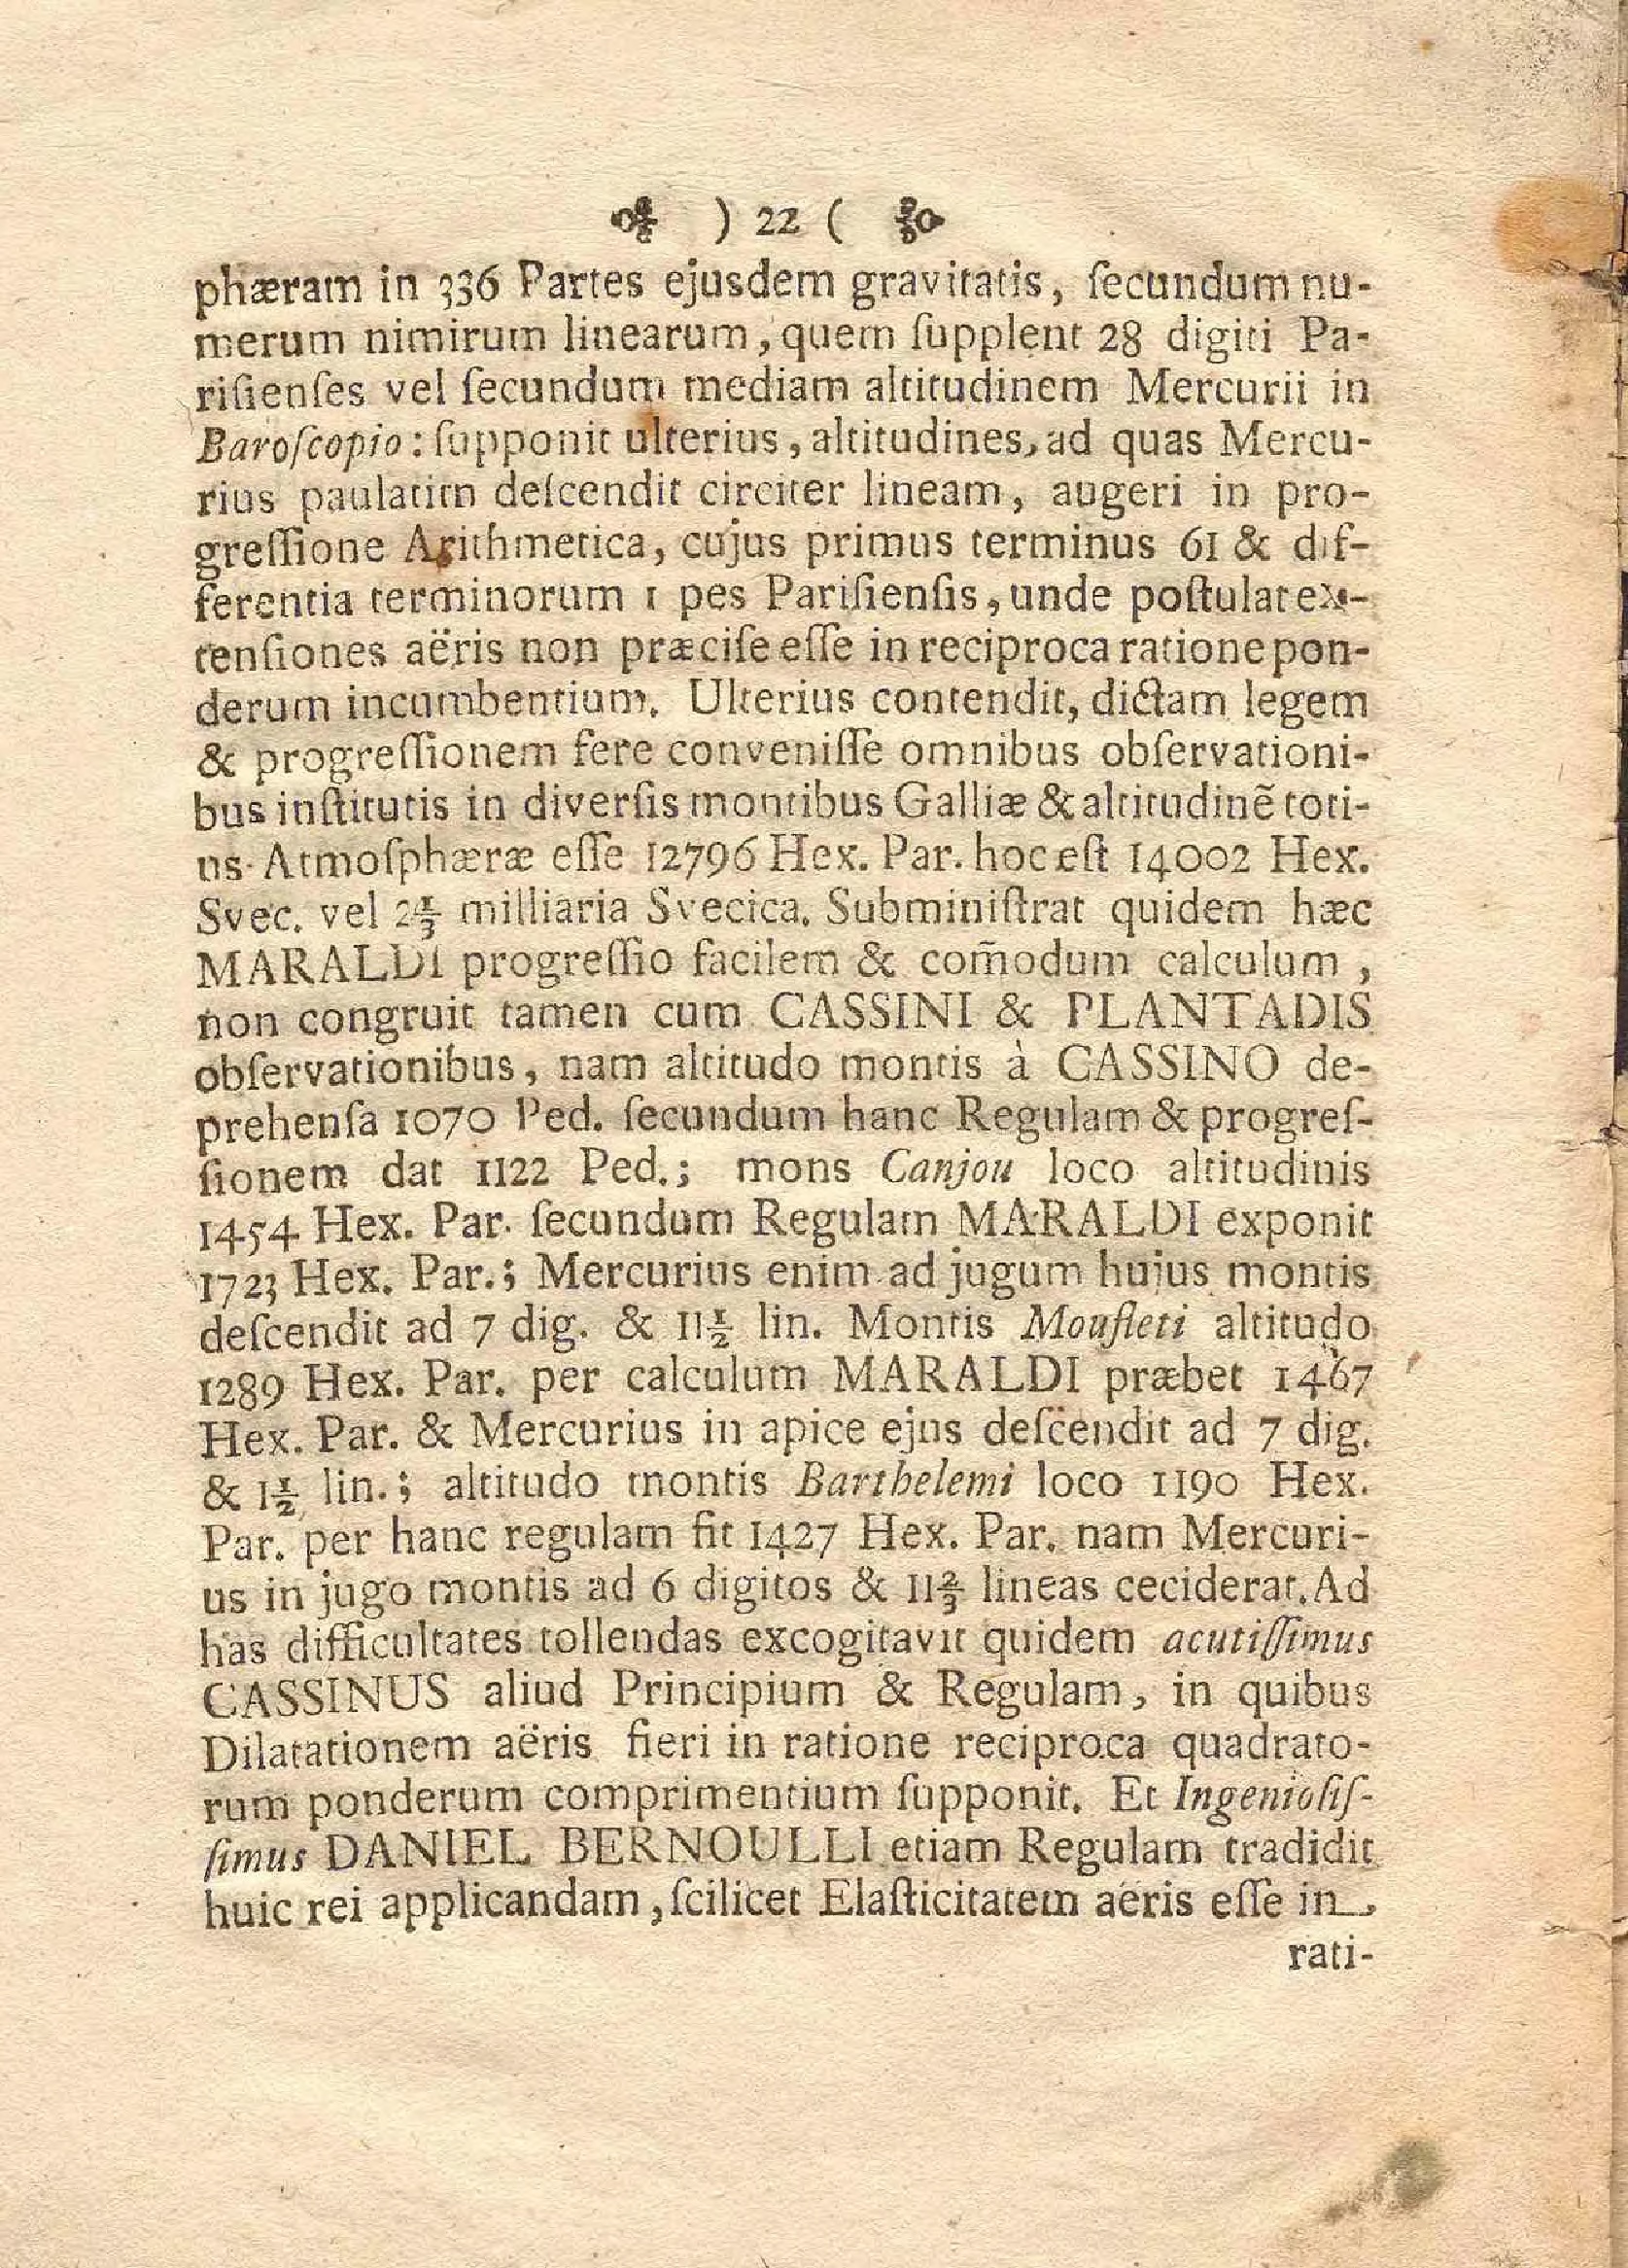 ) 22 (
phæram in 336 Partes ejusdem gravitatis, ſecundum nu-
merum nimirum linearum, quem ſupplent 28 digiti Pa-
riſienſes vel ſecundum mediam altitudinem Mercurii in
Baroſcopio: ſupponit ulterius, altitudines, ad quas Mercu-
rius paulatim deſcendit circiter lineam, augeri in pro-
greſſione Arithmetica, cujus primus terminus 61 & dif-
ferentia terminorum 1 pes Pariſienſis, unde poſtulat ex-
tenſiones aëris non præciſe eſſe in reciproca ratione pon-
derum incumbentium. Ulterius contendit, dictam legem
& progreſſionem fere conveniſſe omnibus obſervationi-
bus inſtitutis in diverſis montibus Galliæ & altitudinẽ toti-
us Atmoſphæræ eſſe 12796 Hex. Par. hoc eſt 14002 Hex.
Svec. vel 2⅓ milliaria Svecica. Subminiſtrat quidem hæc
MARALDI progreſſio facilem & com̃odum calculum,
non congruit tamen cum CASSINI & PLANTADIS
obſervationibus, nam altitudo montis à CASSINO de-
prehenſa 1070 Ped. ſecundum hanc Regulam & progreſ-
ſionem dat 1122 Ped.; mons Canjou loco altitudinis
1454 Hex. Par. ſecundum Regulam MARALDI exponit
1723 Hex. Par.; Mercurius enim ad jugum hujus montis
deſcendit ad 7 dig. & 11½ lin. Montis Mouſleti altitudo
1289 Hex. Par. per calculum MARALDI præbet 1467
Hex. Par. & Mercurius in apice ejus deſcendit ad 7 dig.
& 1½ lin.; altitudo montis Barthelemi loco 1190 Hex.
Par. per hanc regulam fit 1427 Hex. Par. nam Mercuri-
us in jugo montis ad 6 digitos & 11⅔ lineas ceciderat. Ad
has difficultates tollendas excogitavit quidem acutiſſimus
CASSINUS aliud Principium & Regulam, in quibus
Dilatationem aëris fieri in ratione reciproca quadrato-
rum ponderum comprimentium ſupponit. Et Ingenioſiſ-
ſimus DANIEL BERNOULLI etiam Regulam tradidit
huic rei applicandam, ſcilicet Elaſticitatem aëris eſſe in
rati-